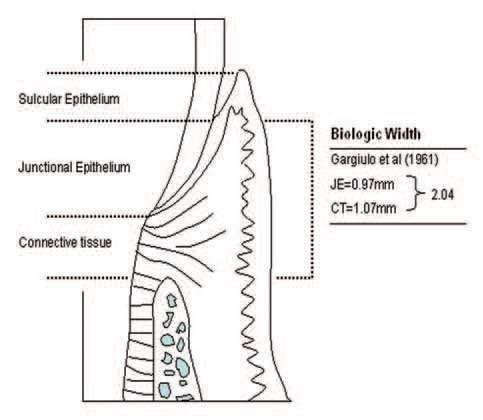 Sulcular Epithelium
Junctional Epithelium
Connective tissue
Biologic Width
Gargiulo et al (1961)
JE=0.97mm
CT=1.07mm
2.04